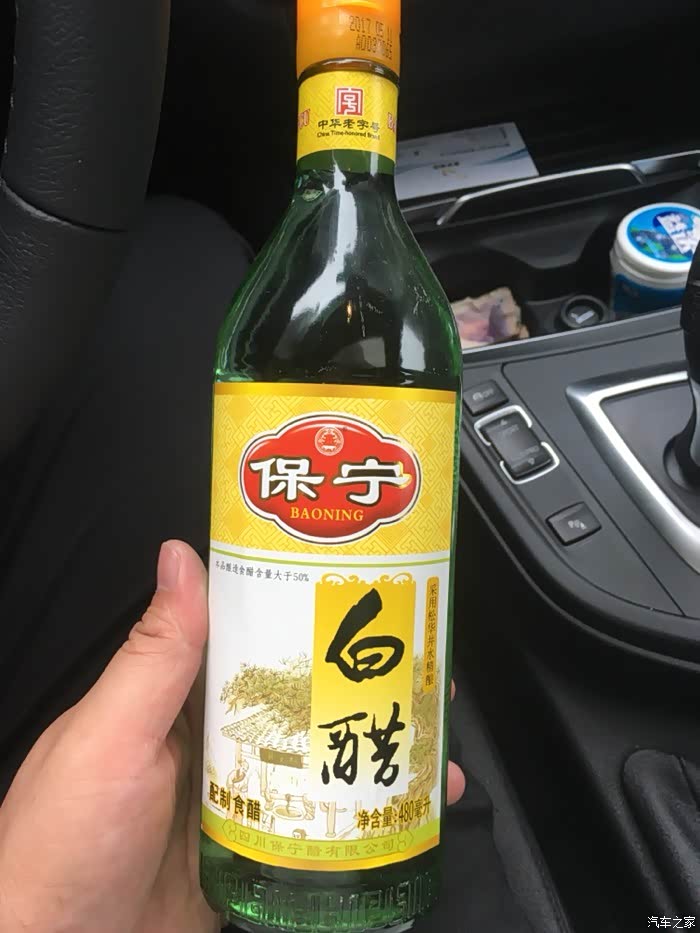 2017 05 11
中华老字号
China Time-honored Brand
保宁
BAONING
本品酿造食醋含量大于50%
采用松华井水精酿
白醋
配制食醋
净含量:480毫升
四川保宁醋有限公司
汽车之家